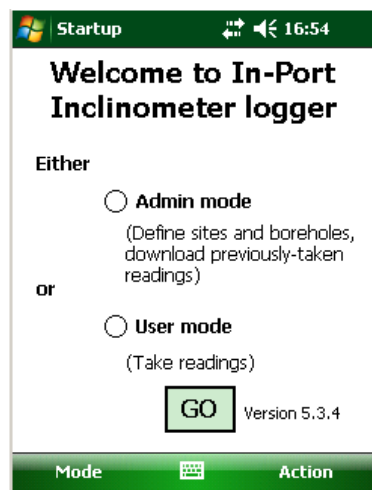 Startup 16:54
Welcome to In-Port
Inclinometer logger
Either
Admin mode
(Define sites and boreholes,
download previously-taken
readings)
or
User mode
(Take readings)
GO Version 5.3.4
Mode Action